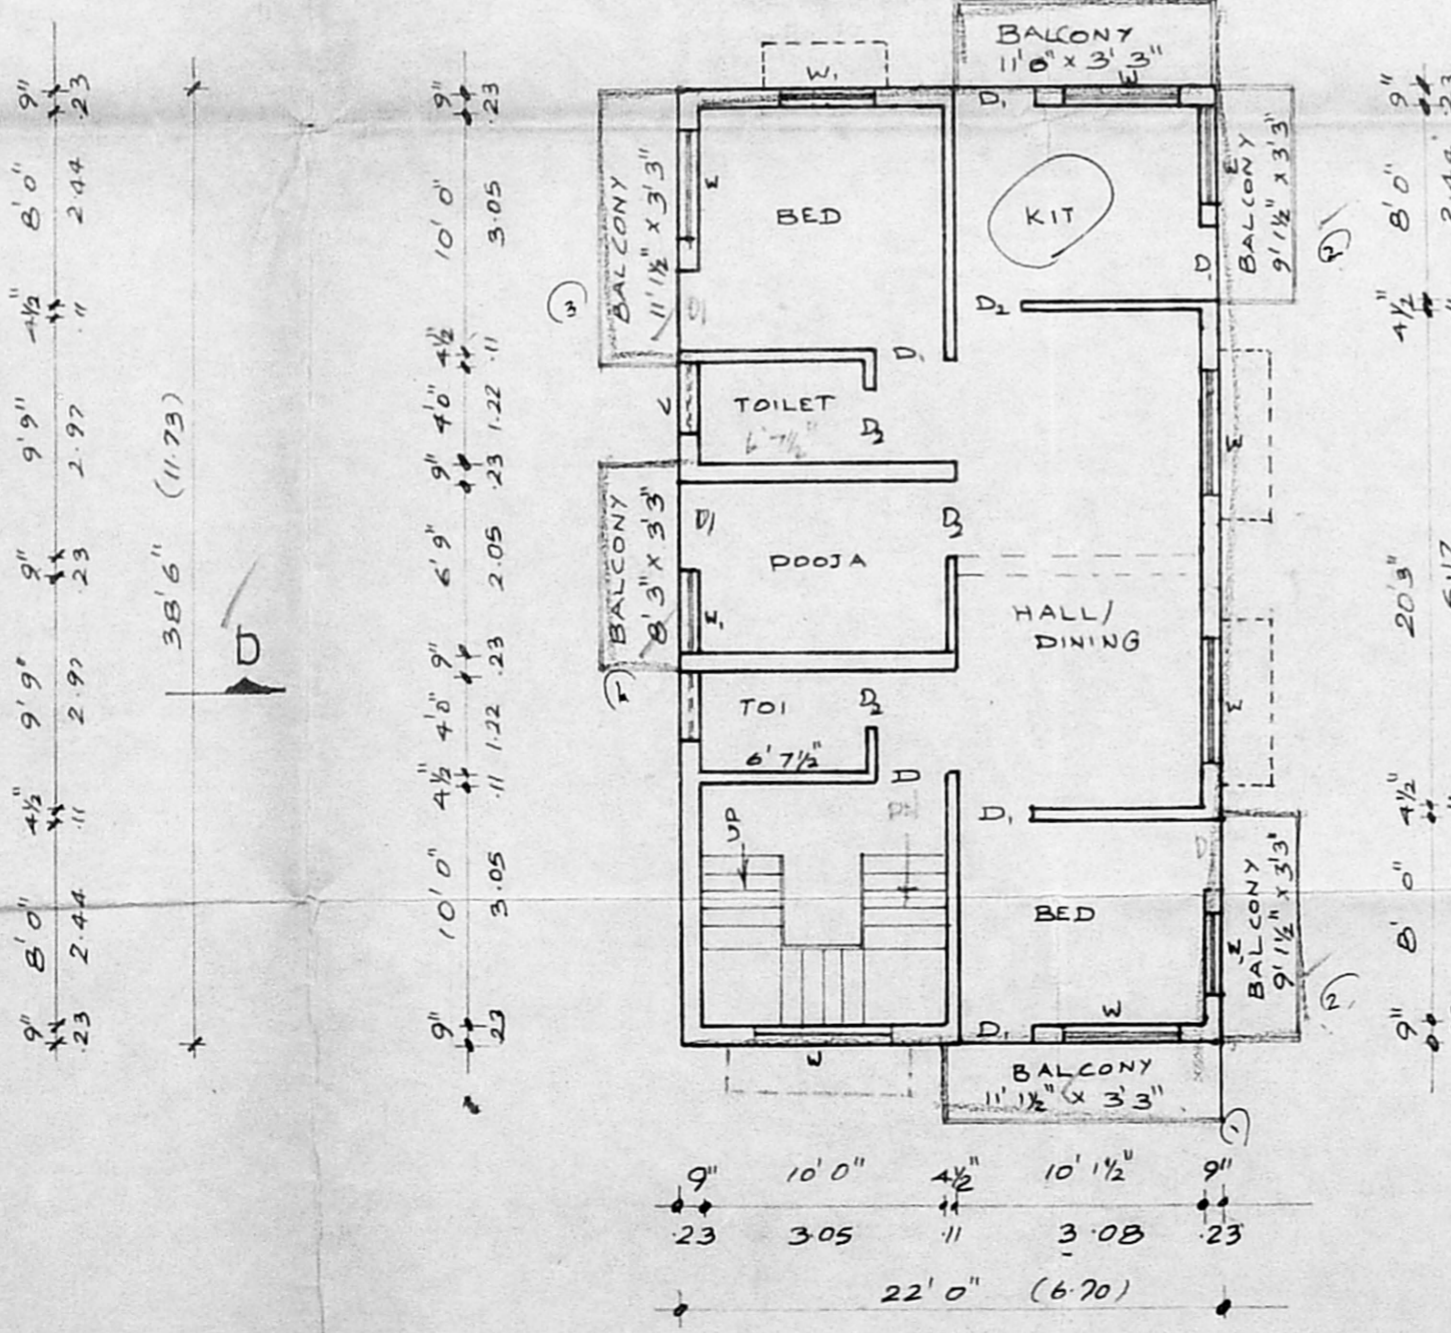 BALCONY
11'0" x 3'3"
W1
D1
W
BALCONY
11'1½" x 3'3"
W
BED
KIT
W
BALCONY
9'1½" x 3'3"
D
D2
D1
3
2
TOILET
D2
V
W
BALCONY
8'3" x 3'3"
D1
D2
POOJA
W1
HALL/
DINING
TOI
D2
6'7½"
W
D
D1
UP
BED
W
BALCONY
9'1½" x 3'3"
2
W
D1
W
BALCONY
11'1½" x 3'3"
1
9" 8'0" 4½" 9'9" 9" 9'9" 4½" 8'0" 9"
.23 2.44 .11 2.97 .23 2.97 .11 2.44 .23
38'6" (11.73)
D
9" 10'0" 4½" 4'0" 9" 6'9" 9" 4'0" 4½" 10'0" 9"
.23 3.05 .11 1.22 .23 2.05 .23 1.22 .11 3.05 .23
9" 8'0" 4½" 20'3" 4½" 8'0" 9"
9" 10'0" 4½" 10'1½" 9"
.23 3.05 .11 3.08 .23
22'0" (6.70)